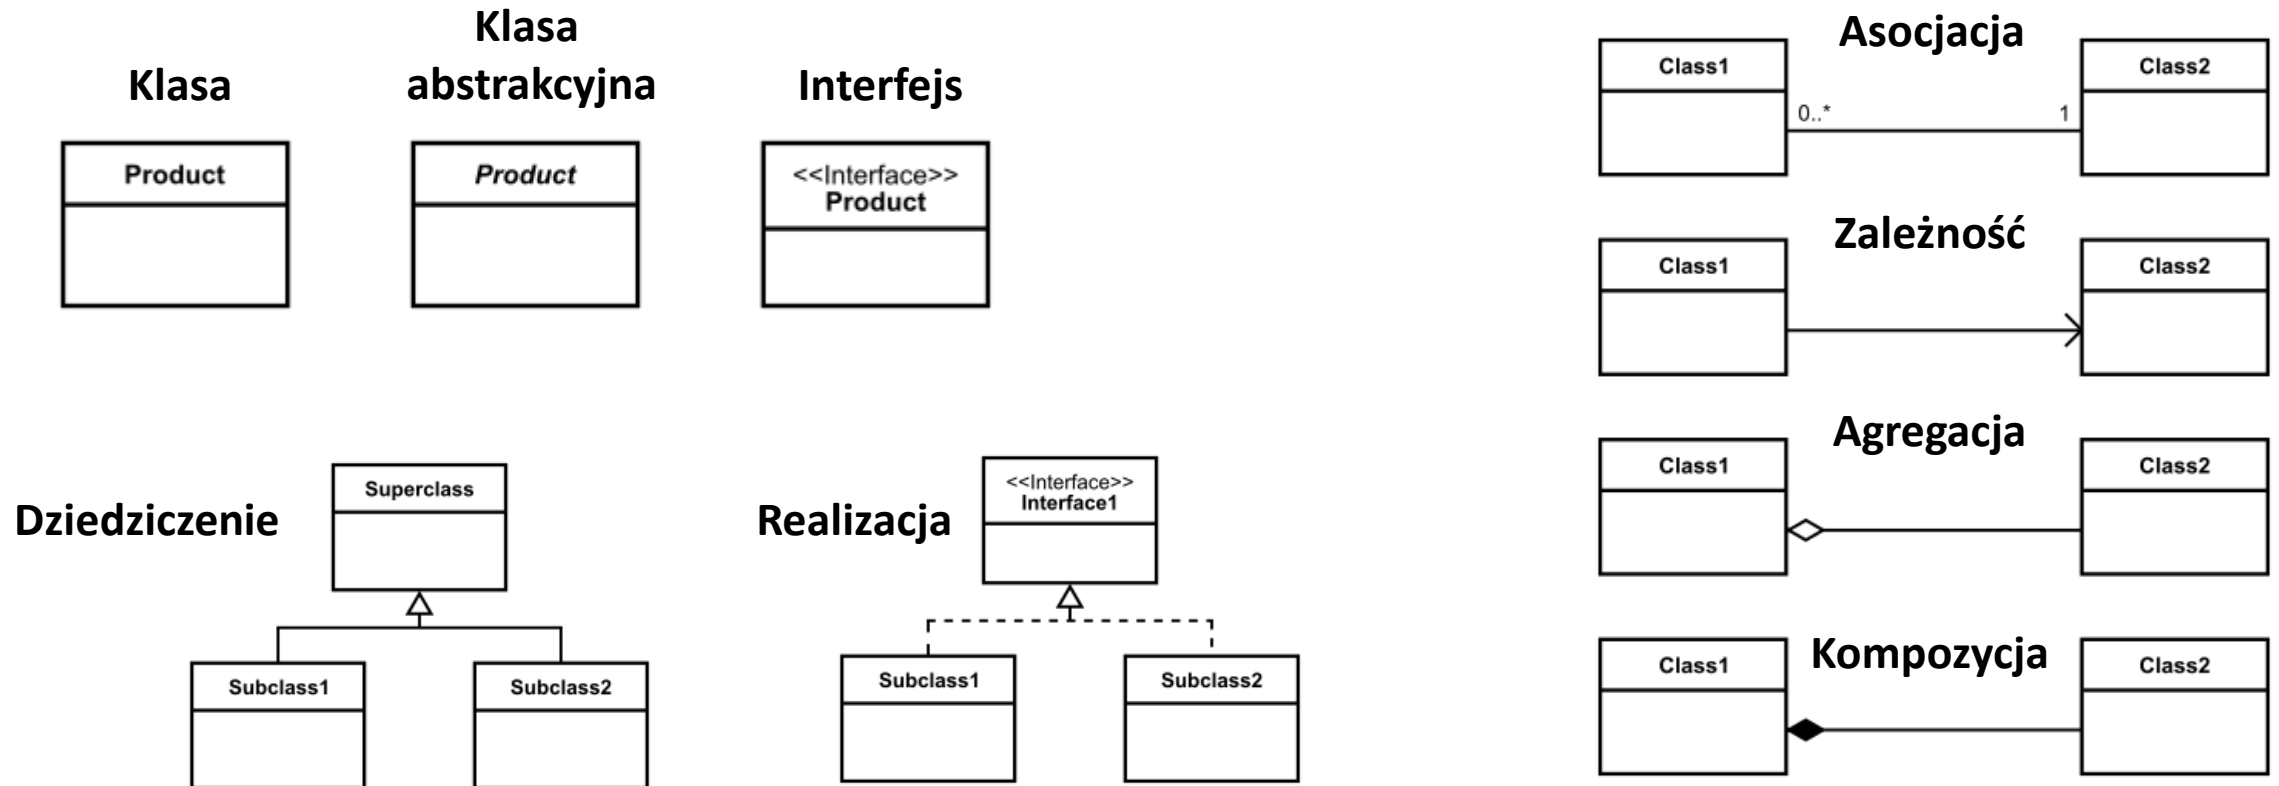 Klasa
Klasa
abstrakcyjna
Interfejs
Product
Product
<<Interface>>
Product
Dziedziczenie
Superclass
Subclass1
Subclass2
Realizacja
<<Interface>>
Interface1
Subclass1
Subclass2
Asocjacja
Class1
0..*
1
Class2
Zależność
Class1
Class2
Agregacja
Class1
Class2
Kompozycja
Class1
Class2